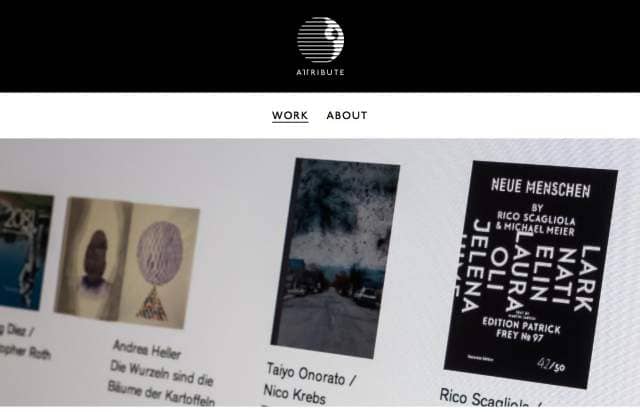 ATTRIBUTE
WORK ABOUT
208
g Diez /
opher Roth
Andrea Heller
Die Wurzeln sind die
Bäume der Kartoffeln
Taiyo Onorato /
Nico Krebs
NEUE MENSCHEN
BY
RICO SCAGLIOLA
& MICHAEL MEIER
LARK
NATI
ELIN
LAURA
OLI
JELENA
EDITION PATRICK
FREY № 97
42/50
Rico Scagliola /